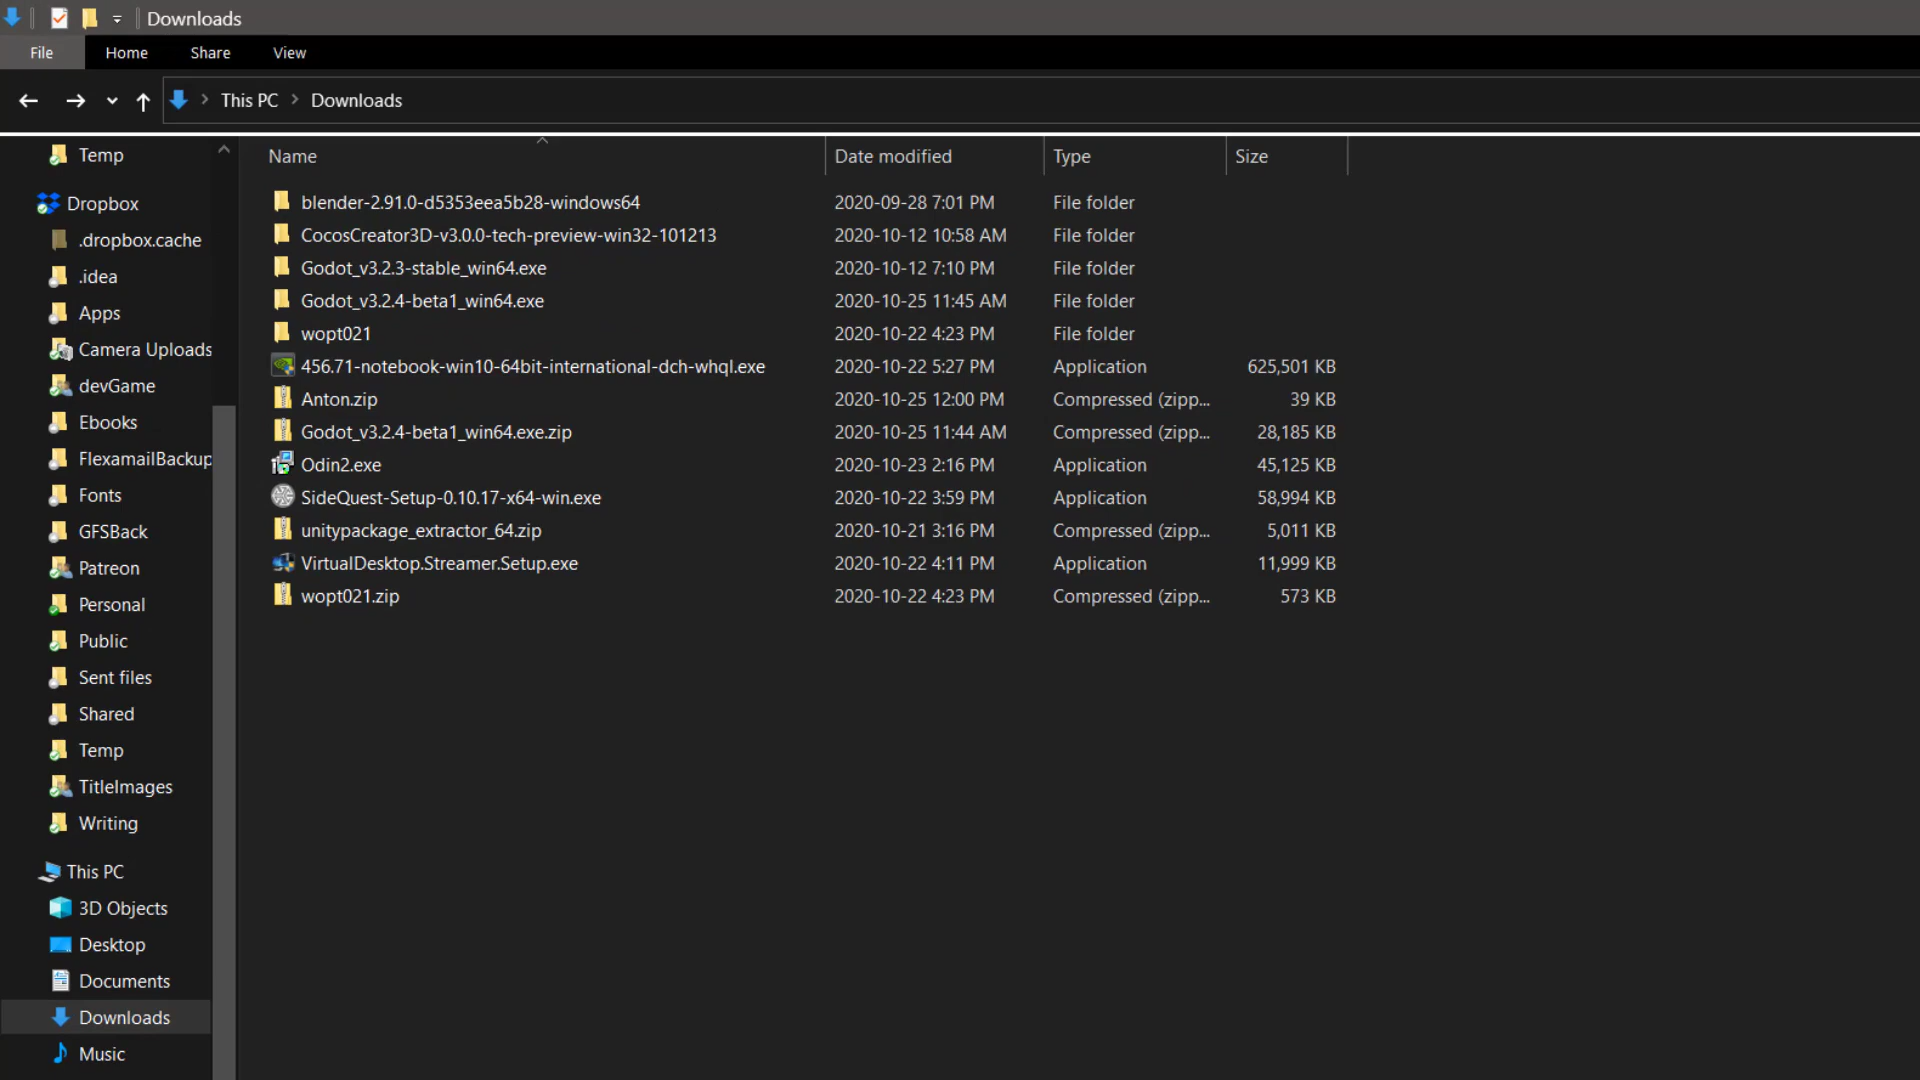 Downloads
File Home Share View
This PC Downloads
Name Date modified Type Size
blender-2.91.0-d5353eea5b28-windows64 2020-09-28 7:01 PM File folder
CocosCreator3D-v3.0.0-tech-preview-win32-101213 2020-10-12 10:58 AM File folder
Godot_v3.2.3-stable_win64.exe 2020-10-12 7:10 PM File folder
Godot_v3.2.4-beta1_win64.exe 2020-10-25 11:45 AM File folder
wopt021 2020-10-22 4:23 PM File folder
456.71-notebook-win10-64bit-international-dch-whql.exe 2020-10-22 5:27 PM Application 625,501 KB
Anton.zip 2020-10-25 12:00 PM Compressed (zipp... 39 KB
Godot_v3.2.4-beta1_win64.exe.zip 2020-10-25 11:44 AM Compressed (zipp... 28,185 KB
Odin2.exe 2020-10-23 2:16 PM Application 45,125 KB
SideQuest-Setup-0.10.17-x64-win.exe 2020-10-22 3:59 PM Application 58,994 KB
unitypackage_extractor_64.zip 2020-10-21 3:16 PM Compressed (zipp... 5,011 KB
VirtualDesktop.Streamer.Setup.exe 2020-10-22 4:11 PM Application 11,999 KB
wopt021.zip 2020-10-22 4:23 PM Compressed (zipp... 573 KB
Temp
Dropbox
.dropbox.cache
.idea
Apps
Camera Uploads
devGame
Ebooks
FlexamailBackup
Fonts
GFSBack
Patreon
Personal
Public
Sent files
Shared
Temp
TitleImages
Writing
This PC
3D Objects
Desktop
Documents
Downloads
Music